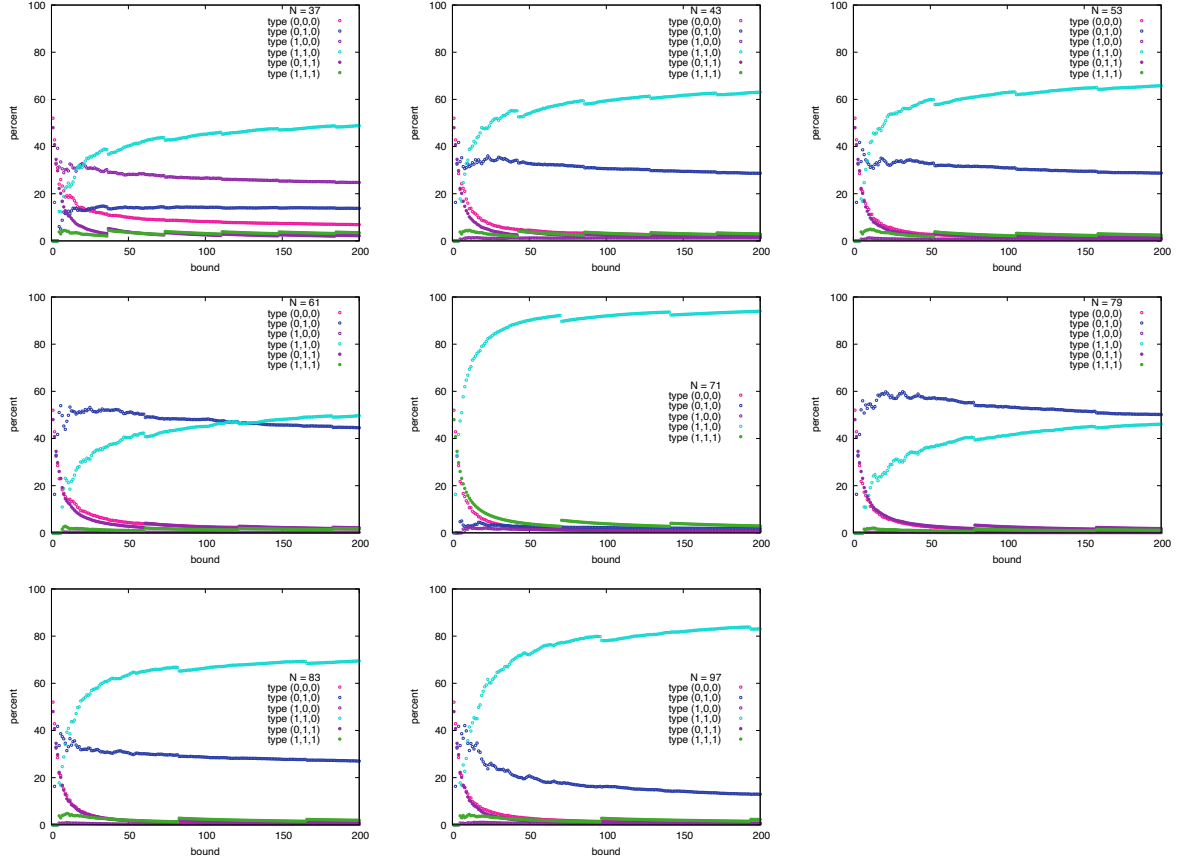 N = 37
type (0,0,0)
type (0,1,0)
type (1,0,0)
type (1,1,0)
type (0,1,1)
type (1,1,1)
percent
100
80
60
40
20
0
0 50 100 150 200
bound
N = 43
type (0,0,0)
type (0,1,0)
type (1,0,0)
type (1,1,0)
type (0,1,1)
type (1,1,1)
percent
100
80
60
40
20
0
0 50 100 150 200
bound
N = 53
type (0,0,0)
type (0,1,0)
type (1,0,0)
type (1,1,0)
type (0,1,1)
type (1,1,1)
percent
100
80
60
40
20
0
0 50 100 150 200
bound
N = 61
type (0,0,0)
type (0,1,0)
type (1,0,0)
type (1,1,0)
type (0,1,1)
type (1,1,1)
percent
100
80
60
40
20
0
0 50 100 150 200
bound
N = 71
type (0,0,0)
type (0,1,0)
type (1,0,0)
type (1,1,0)
type (0,1,1)
type (1,1,1)
percent
100
80
60
40
20
0
0 50 100 150 200
bound
N = 79
type (0,0,0)
type (0,1,0)
type (1,0,0)
type (1,1,0)
type (0,1,1)
type (1,1,1)
percent
100
80
60
40
20
0
0 50 100 150 200
bound
N = 83
type (0,0,0)
type (0,1,0)
type (1,0,0)
type (1,1,0)
type (0,1,1)
type (1,1,1)
percent
100
80
60
40
20
0
0 50 100 150 200
bound
N = 97
type (0,0,0)
type (0,1,0)
type (1,0,0)
type (1,1,0)
type (0,1,1)
type (1,1,1)
percent
100
80
60
40
20
0
0 50 100 150 200
bound